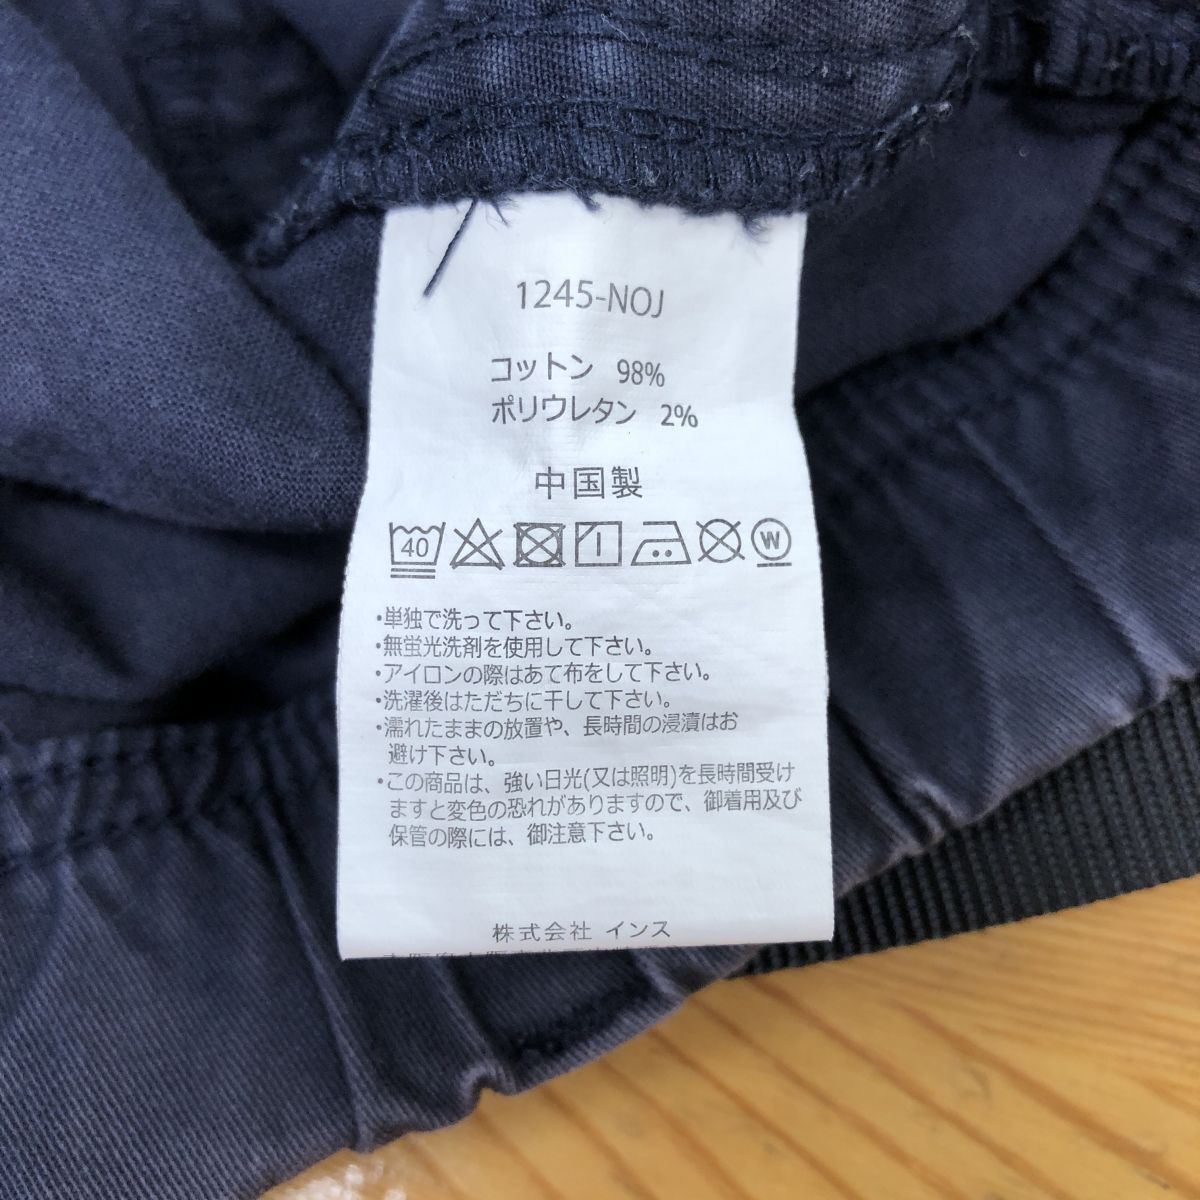 1245-NOJ
コットン 98%
ポリウレタン 2%
中国製
40 W
・単独で洗って下さい。
・無蛍光洗剤を使用して下さい。
・アイロンの際はあて布をして下さい。
・洗濯後はただちに干して下さい。
・濡れたままの放置や、長時間の浸漬はお
避け下さい。
・この商品は、強い日光(又は照明)を長時間受け
ますと変色の恐れがありますので、御着用及び
保管の際には、御注意下さい。
株式会社 インス